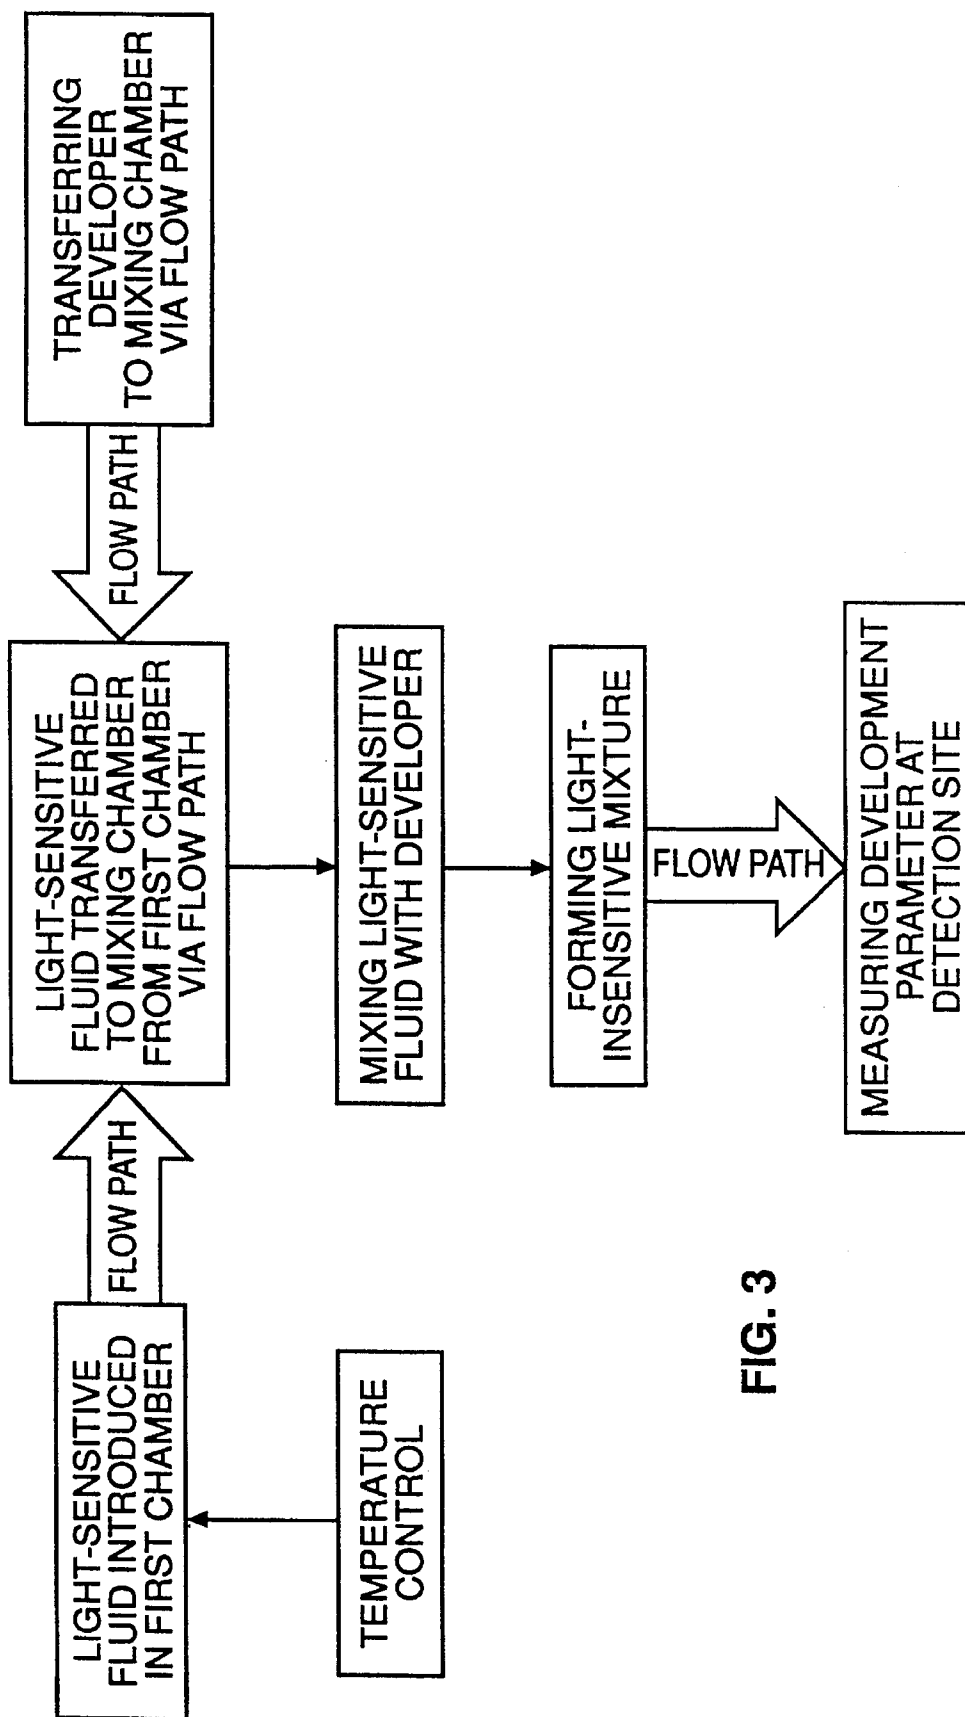 LIGHT-SENSITIVE
FLUID INTRODUCED
IN FIRST CHAMBER
FLOW PATH
LIGHT-SENSITIVE
FLUID TRANSFERRED
TO MIXING CHAMBER
FROM FIRST CHAMBER
VIA FLOW PATH
FLOW PATH
TRANSFERRING
DEVELOPER
TO MIXING CHAMBER
VIA FLOW PATH
TEMPERATURE
CONTROL
MIXING LIGHT-SENSITIVE
FLUID WITH DEVELOPER
FORMING LIGHT-
INSENSITIVE MIXTURE
FLOW PATH
MEASURING DEVELOPMENT
PARAMETER AT
DETECTION SITE
FIG. 3